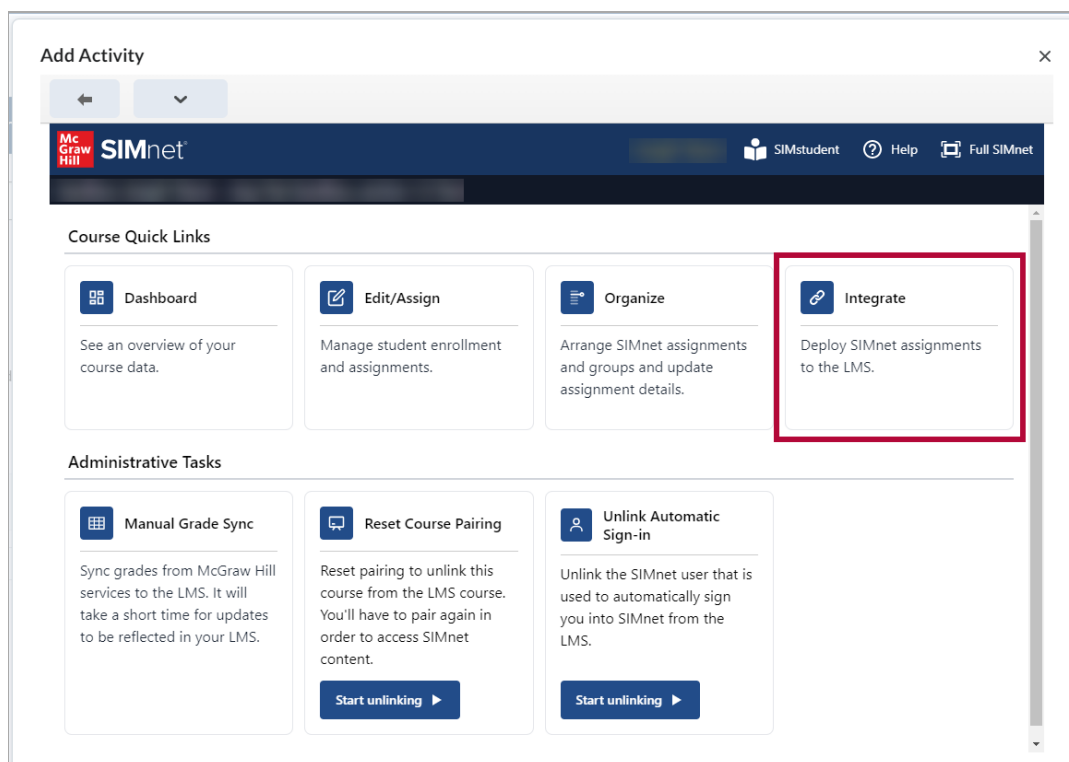 Add Activity
Mc
Graw
Hill
SIMnet
SIMstudent
Help
Full SIMnet
Course Quick Links
Dashboard
See an overview of your
course data.
Edit/Assign
Manage student enrollment
and assignments.
Organize
Arrange SIMnet assignments
and groups and update
assignment details.
Integrate
Deploy SIMnet assignments
to the LMS.
Administrative Tasks
Manual Grade Sync
Sync grades from McGraw Hill
services to the LMS. It will
take a short time for updates
to be reflected in your LMS.
Reset Course Pairing
Reset pairing to unlink this
course from the LMS course.
You'll have to pair again in
order to access SIMnet
content.
Start unlinking
Unlink Automatic
Sign-in
Unlink the SIMnet user that is
used to automatically sign
you into SIMnet from the
LMS.
Start unlinking